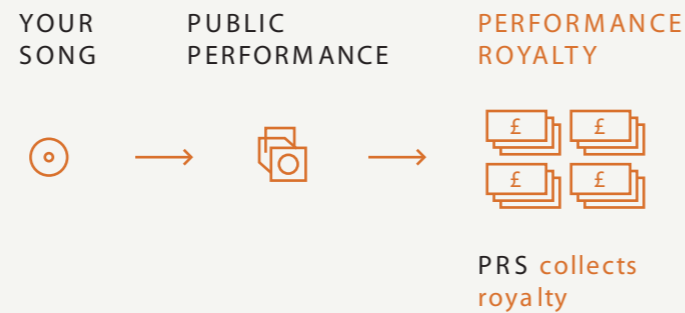 YOUR
SONG
PUBLIC
PERFORMANCE
PERFORMANCE
ROYALTY
£ £
£ £
PRS collects
royalty